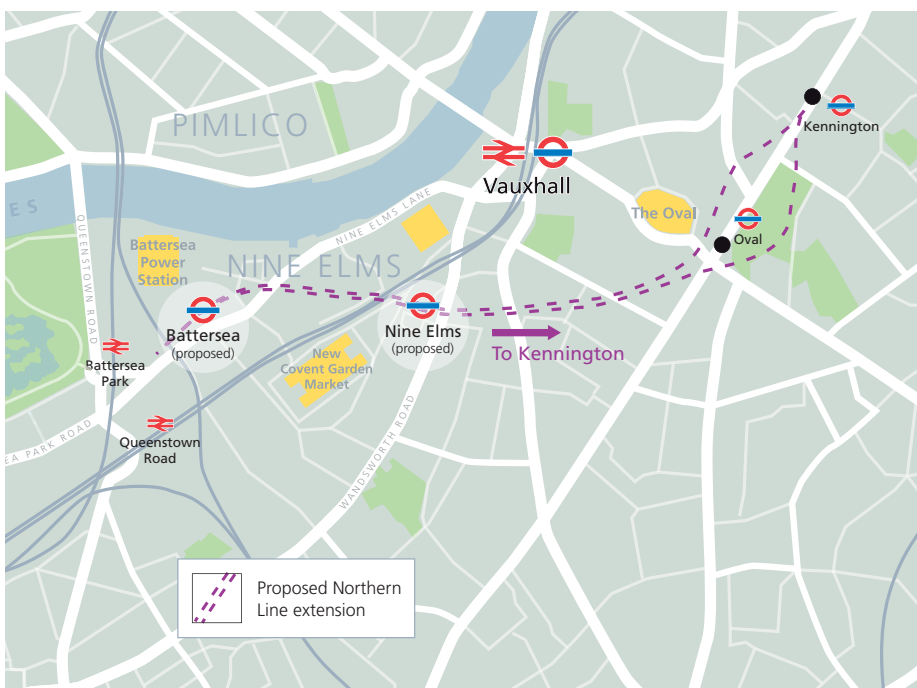 PIMLICO
Kennington
Vauxhall
The Oval
Oval
ES
QUEENSTOWN ROAD
NINE ELMS LANE
Battersea
Power
Station
NINE ELMS
Battersea
(proposed)
Nine Elms
(proposed)
To Kennington
Battersea
Park
New
Covent Garden
Market
Queenstown
Road
EA PARK ROAD
WANDSWORTH ROAD
Proposed Northern
Line extension